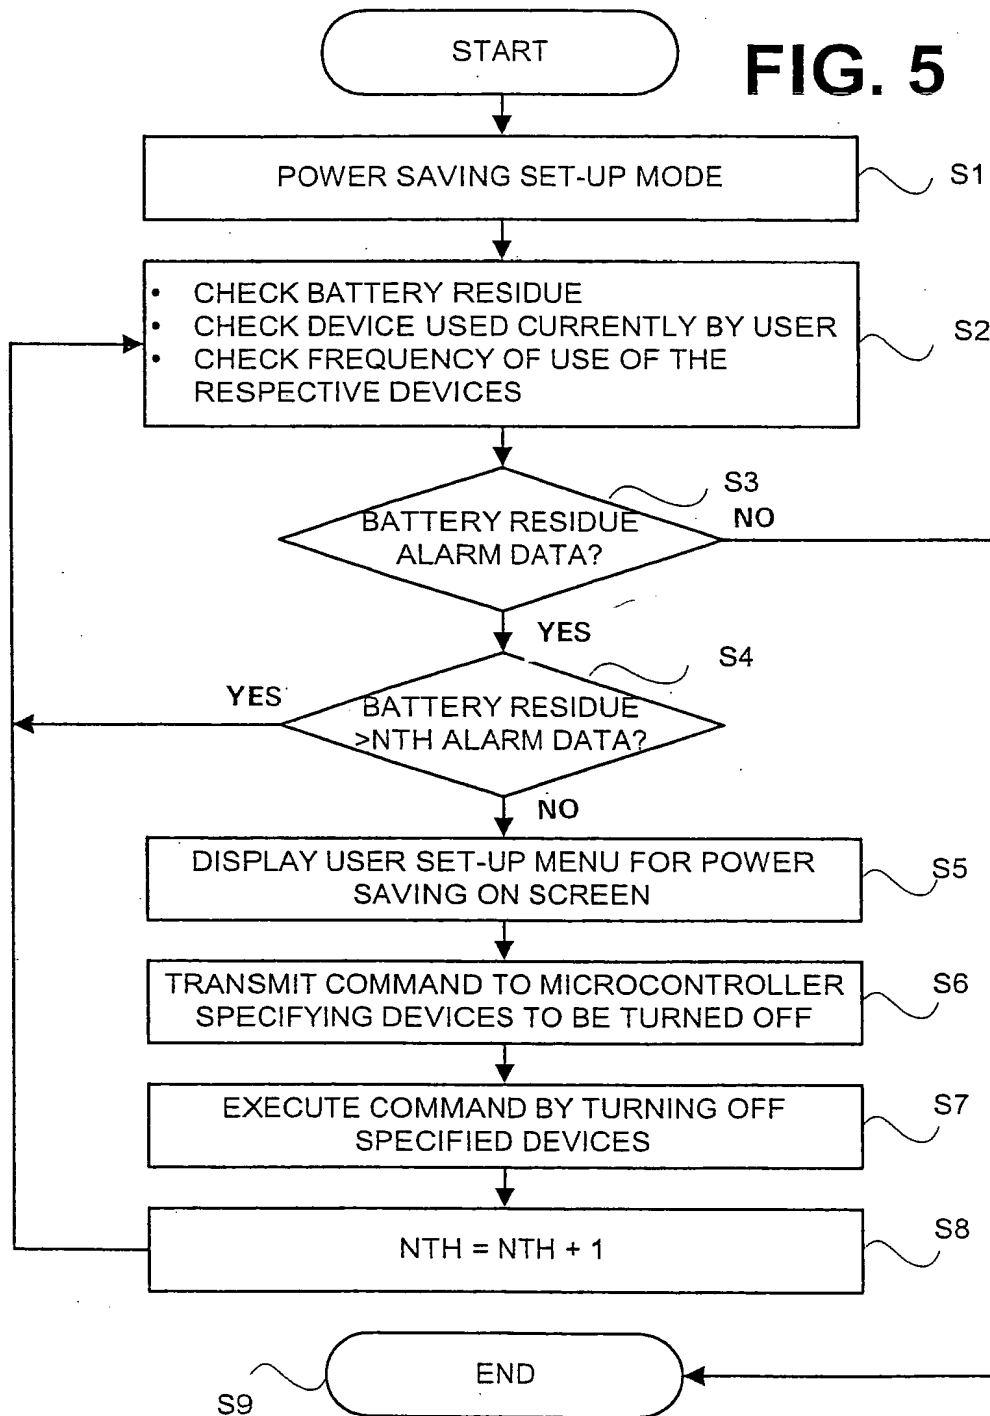 START
FIG. 5
POWER SAVING SET-UP MODE
S1
• CHECK BATTERY RESIDUE
• CHECK DEVICE USED CURRENTLY BY USER
• CHECK FREQUENCY OF USE OF THE
RESPECTIVE DEVICES
S2
S3
BATTERY RESIDUE
ALARM DATA?
NO
YES
S4
YES
BATTERY RESIDUE
>NTH ALARM DATA?
NO
DISPLAY USER SET-UP MENU FOR POWER
SAVING ON SCREEN
S5
TRANSMIT COMMAND TO MICROCONTROLLER
SPECIFYING DEVICES TO BE TURNED OFF
S6
EXECUTE COMMAND BY TURNING OFF
SPECIFIED DEVICES
S7
NTH = NTH + 1
S8
END
S9